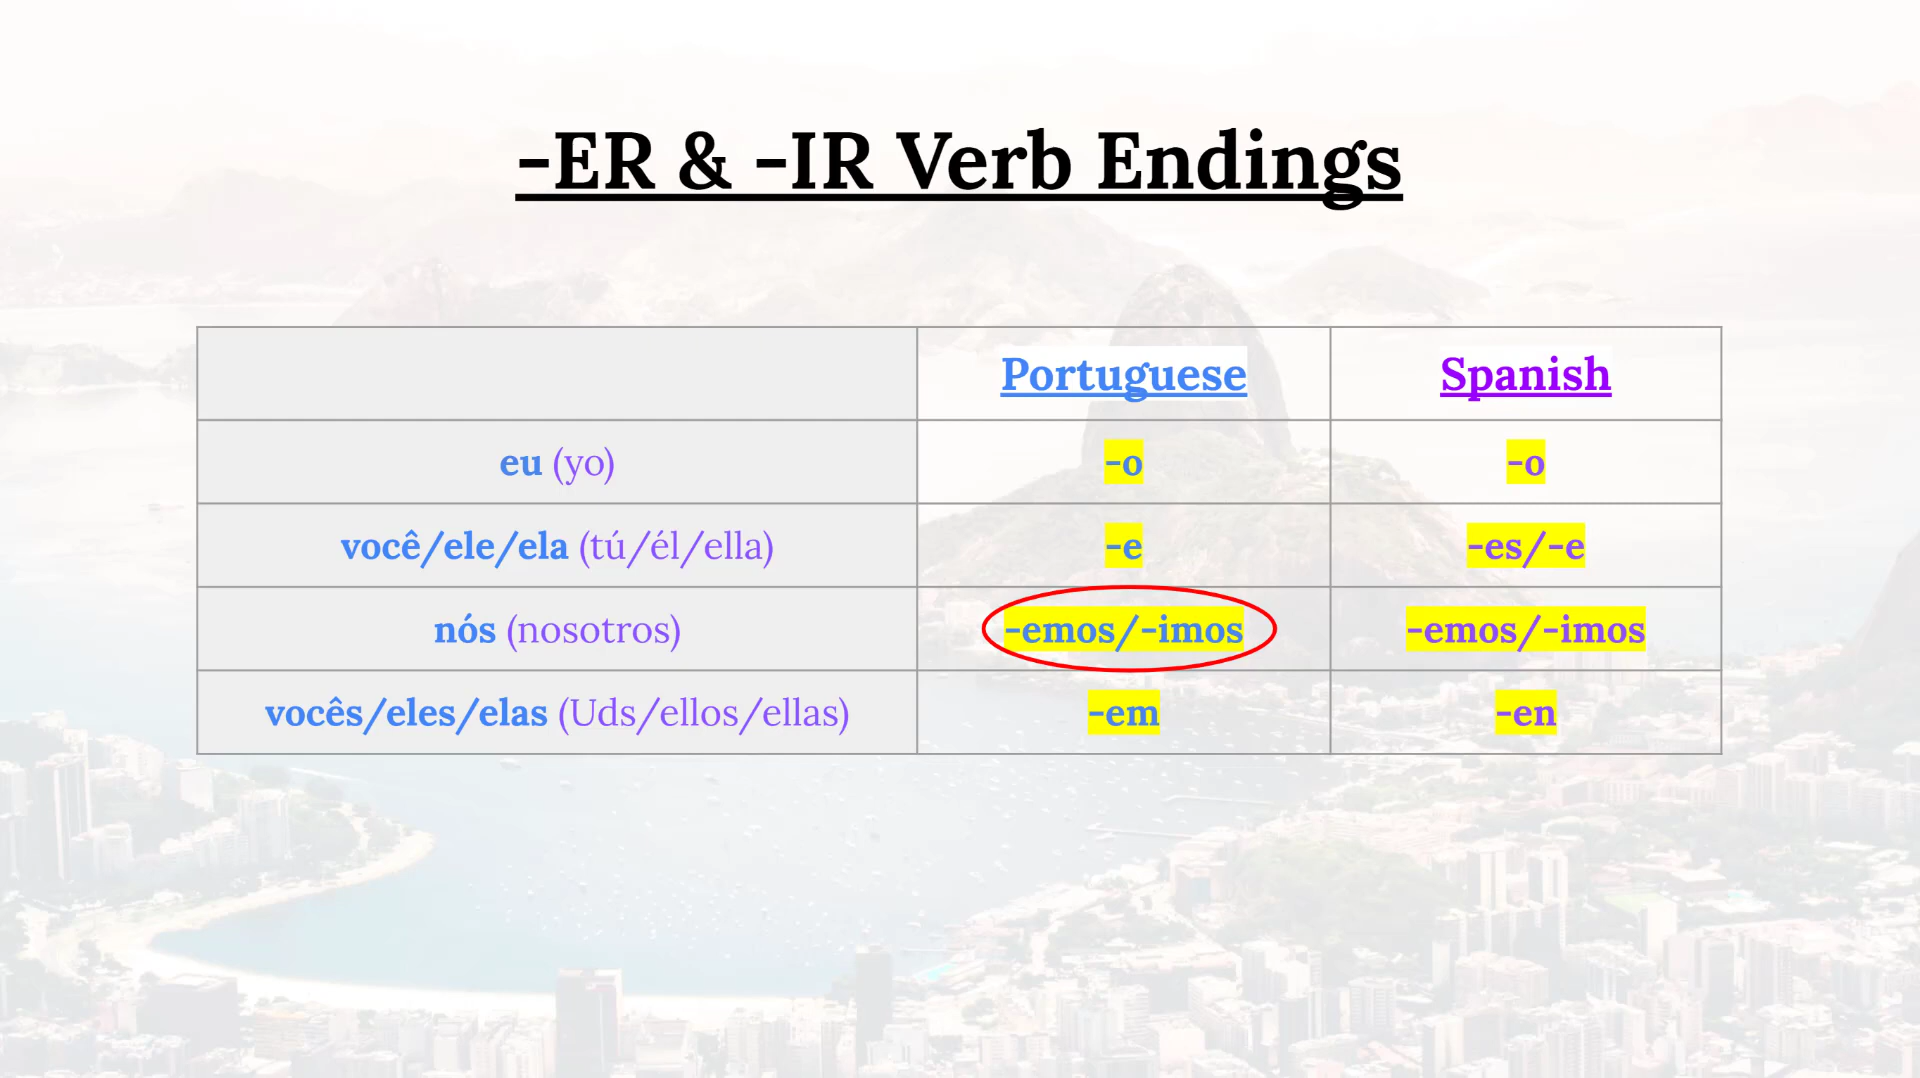 -ER & -IR Verb Endings
Portuguese Spanish
eu (yo) -o -o
você/ele/ela (tú/él/ella) -e -es/-e
nós (nosotros) -emos/-imos -emos/-imos
vocês/eles/elas (Uds/ellos/ellas) -em -en